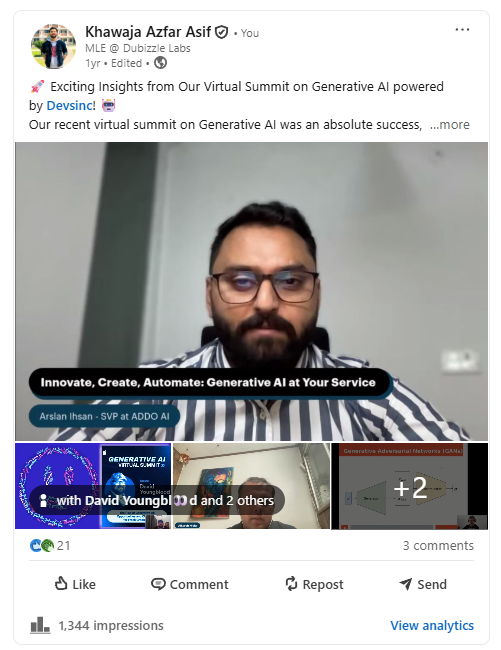 Khawaja Azfar Asif • You
MLE @ Dubizzle Labs
1yr • Edited •
🚀 Exciting Insights from Our Virtual Summit on Generative AI powered
by Devsinc! 🤖
Our recent virtual summit on Generative AI was an absolute success, ...more
Innovate, Create, Automate: Generative AI at Your Service
Arslan Ihsan - SVP at ADDO AI
GENERATIVE AI
VIRTUAL SUMMIT
David
Youngblood
Generative Adversarial Networks (GANs)
with David Youngbl👀d and 2 others
+2
21
3 comments
Like
Comment
Repost
Send
1,344 impressions
View analytics